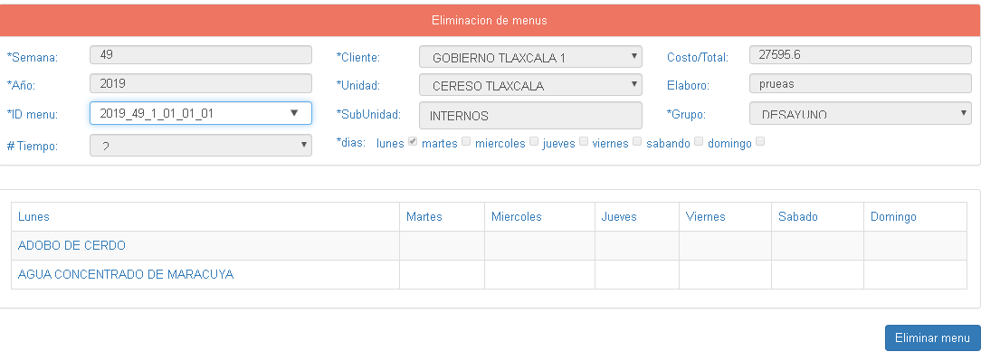 Eliminacion de menus
*Semana: 49 *Cliente: GOBIERNO TLAXCALA 1 Costo/Total: 27595.6
*Año: 2019 *Unidad: CERESO TLAXCALA Elaboro: prueas
*ID menu: 2019_49_1_01_01_01 *SubUnidad: INTERNOS *Grupo: DESAYUNO
# Tiempo: 2 *dias: lunes martes miercoles jueves viernes sabando domingo
Lunes Martes Miercoles Jueves Viernes Sabado Domingo
ADOBO DE CERDO
AGUA CONCENTRADO DE MARACUYA
Eliminar menu